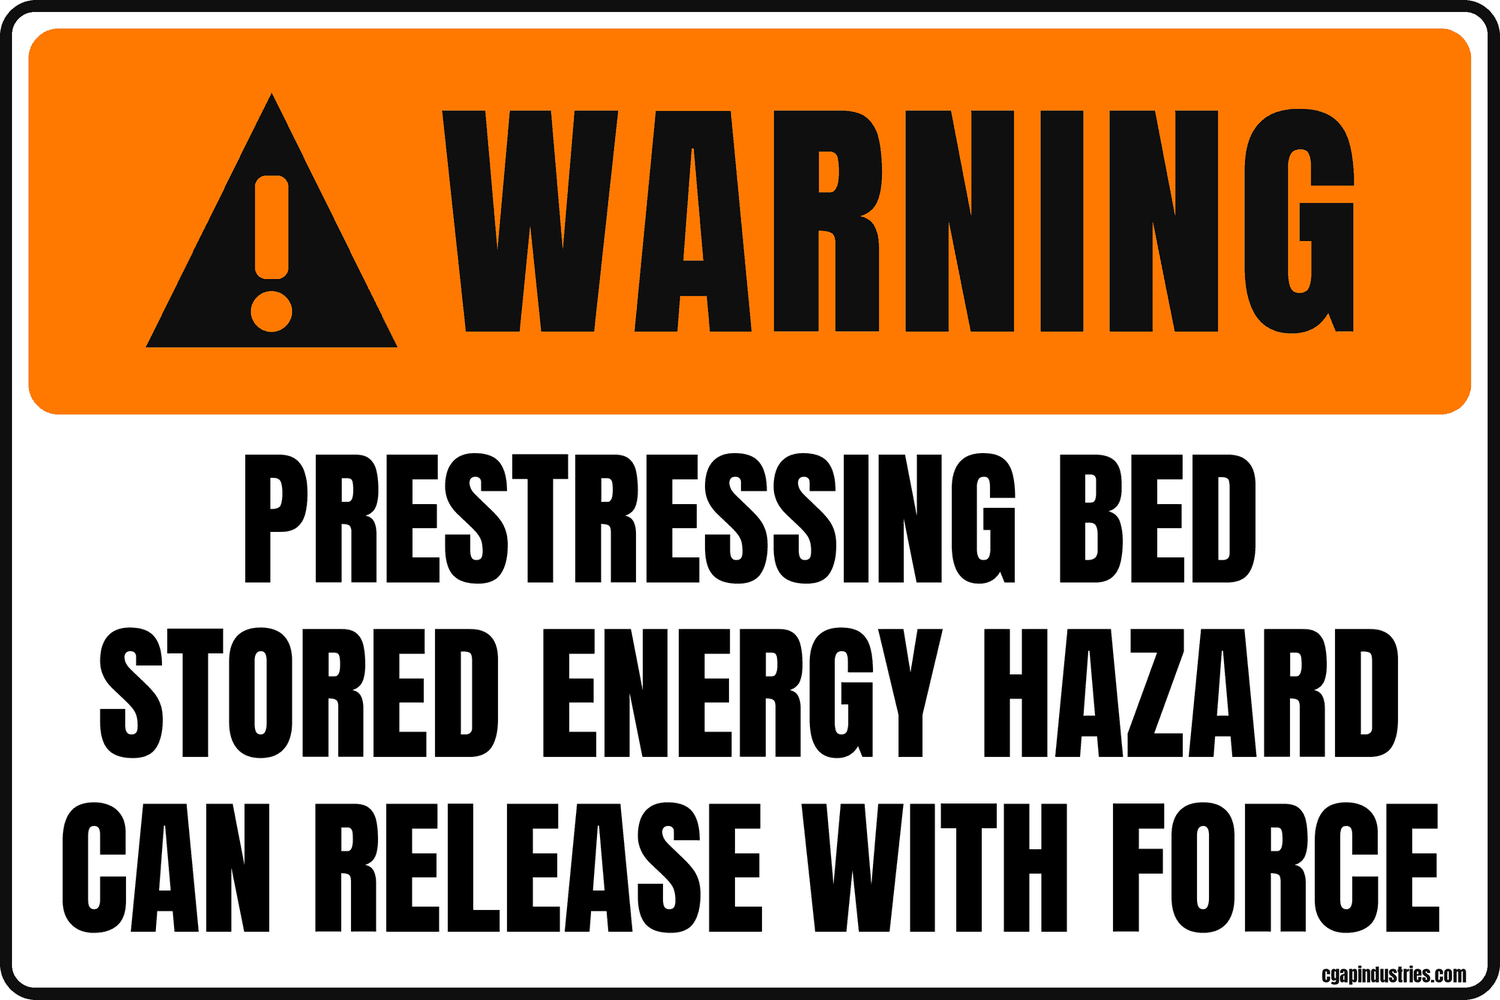 WARNING
PRESTRESSING BED
STORED ENERGY HAZARD
CAN RELEASE WITH FORCE
cgapindustries.com